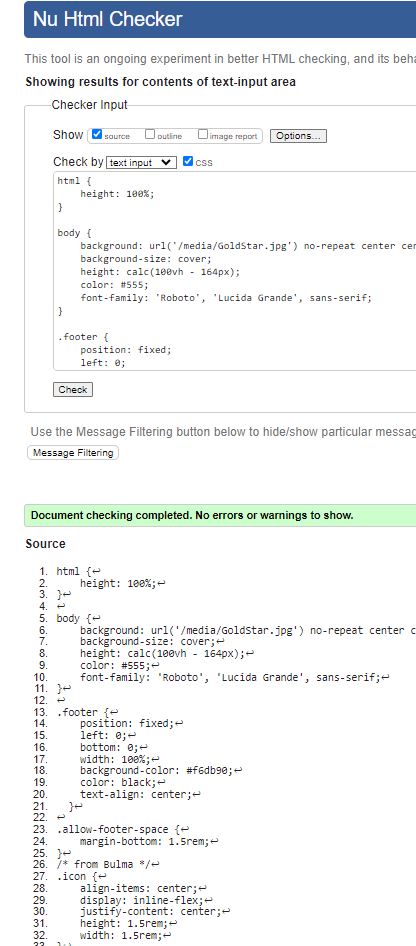 Nu Html Checker
This tool is an ongoing experiment in better HTML checking, and its beha
Showing results for contents of text-input area
Checker Input
Show source outline image report Options...
Check by text input css
html {
    height: 100%;
}
body {
    background: url('/media/GoldStar.jpg') no-repeat center cer
    background-size: cover;
    height: calc(100vh - 164px);
    color: #555;
    font-family: 'Roboto', 'Lucida Grande', sans-serif;
}
.footer {
    position: fixed;
    left: 0;
Check
Use the Message Filtering button below to hide/show particular messag
Message Filtering
Document checking completed. No errors or warnings to show.
Source
1. html {↩
2.     height: 100%;↩
3. }↩
4. ↩
5. body {↩
6.     background: url('/media/GoldStar.jpg') no-repeat center c
7.     background-size: cover;↩
8.     height: calc(100vh - 164px);↩
9.     color: #555;↩
10.     font-family: 'Roboto', 'Lucida Grande', sans-serif;↩
11. }↩
12. ↩
13. .footer {↩
14.     position: fixed;↩
15.     left: 0;↩
16.     bottom: 0;↩
17.     width: 100%;↩
18.     background-color: #f6db90;↩
19.     color: black;↩
20.     text-align: center;↩
21.   }↩
22. ↩
23. .allow-footer-space {↩
24.     margin-bottom: 1.5rem;↩
25. }↩
26. /* from Bulma */↩
27. .icon {↩
28.     align-items: center;↩
29.     display: inline-flex;↩
30.     justify-content: center;↩
31.     height: 1.5rem;↩
32.     width: 1.5rem;↩